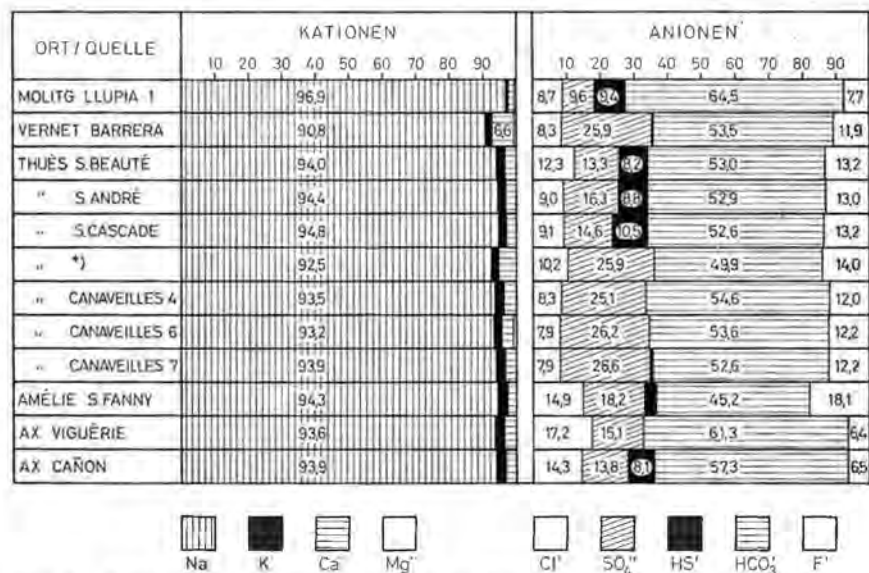 ORT / QUELLE KATIONEN ANIONEN'
10 20 30 40 50 60 70 80 90 10 20 30 40 50 60 70 80 90
MOLITG LLUPIA 1 96,9 8,7 9,6 9,4 64,5 7,7
VERNET BARRERA 90,8 6,6 8,3 25,9 53,5 11,9
THUÈS S.BEAUTÉ 94,0 12,3 13,3 8,2 53,0 13,2
" S.ANDRÉ 94,4 9,0 16,3 8,8 52,9 13,0
" S.CASCADE 94,8 9,1 14,6 10,5 52,6 13,2
" *) 92,5 10,2 25,9 49,9 14,0
" CANAVEILLES 4 93,5 8,3 25,1 54,6 12,0
" CANAVEILLES 6 93,2 7,9 26,2 53,6 12,2
" CANAVEILLES 7 93,9 7,9 26,6 52,6 12,2
AMÉLIE S.FANNY 94,3 14,9 18,2 45,2 18,1
AX VIGUÊRIE 93,6 17,2 15,1 61,3 6,4
AX CAÑON 93,9 14,3 13,8 8,1 57,3 6,5
Na K Ca¨ Mg¨ Cl' SO₄'' HS' HCO₃' F'